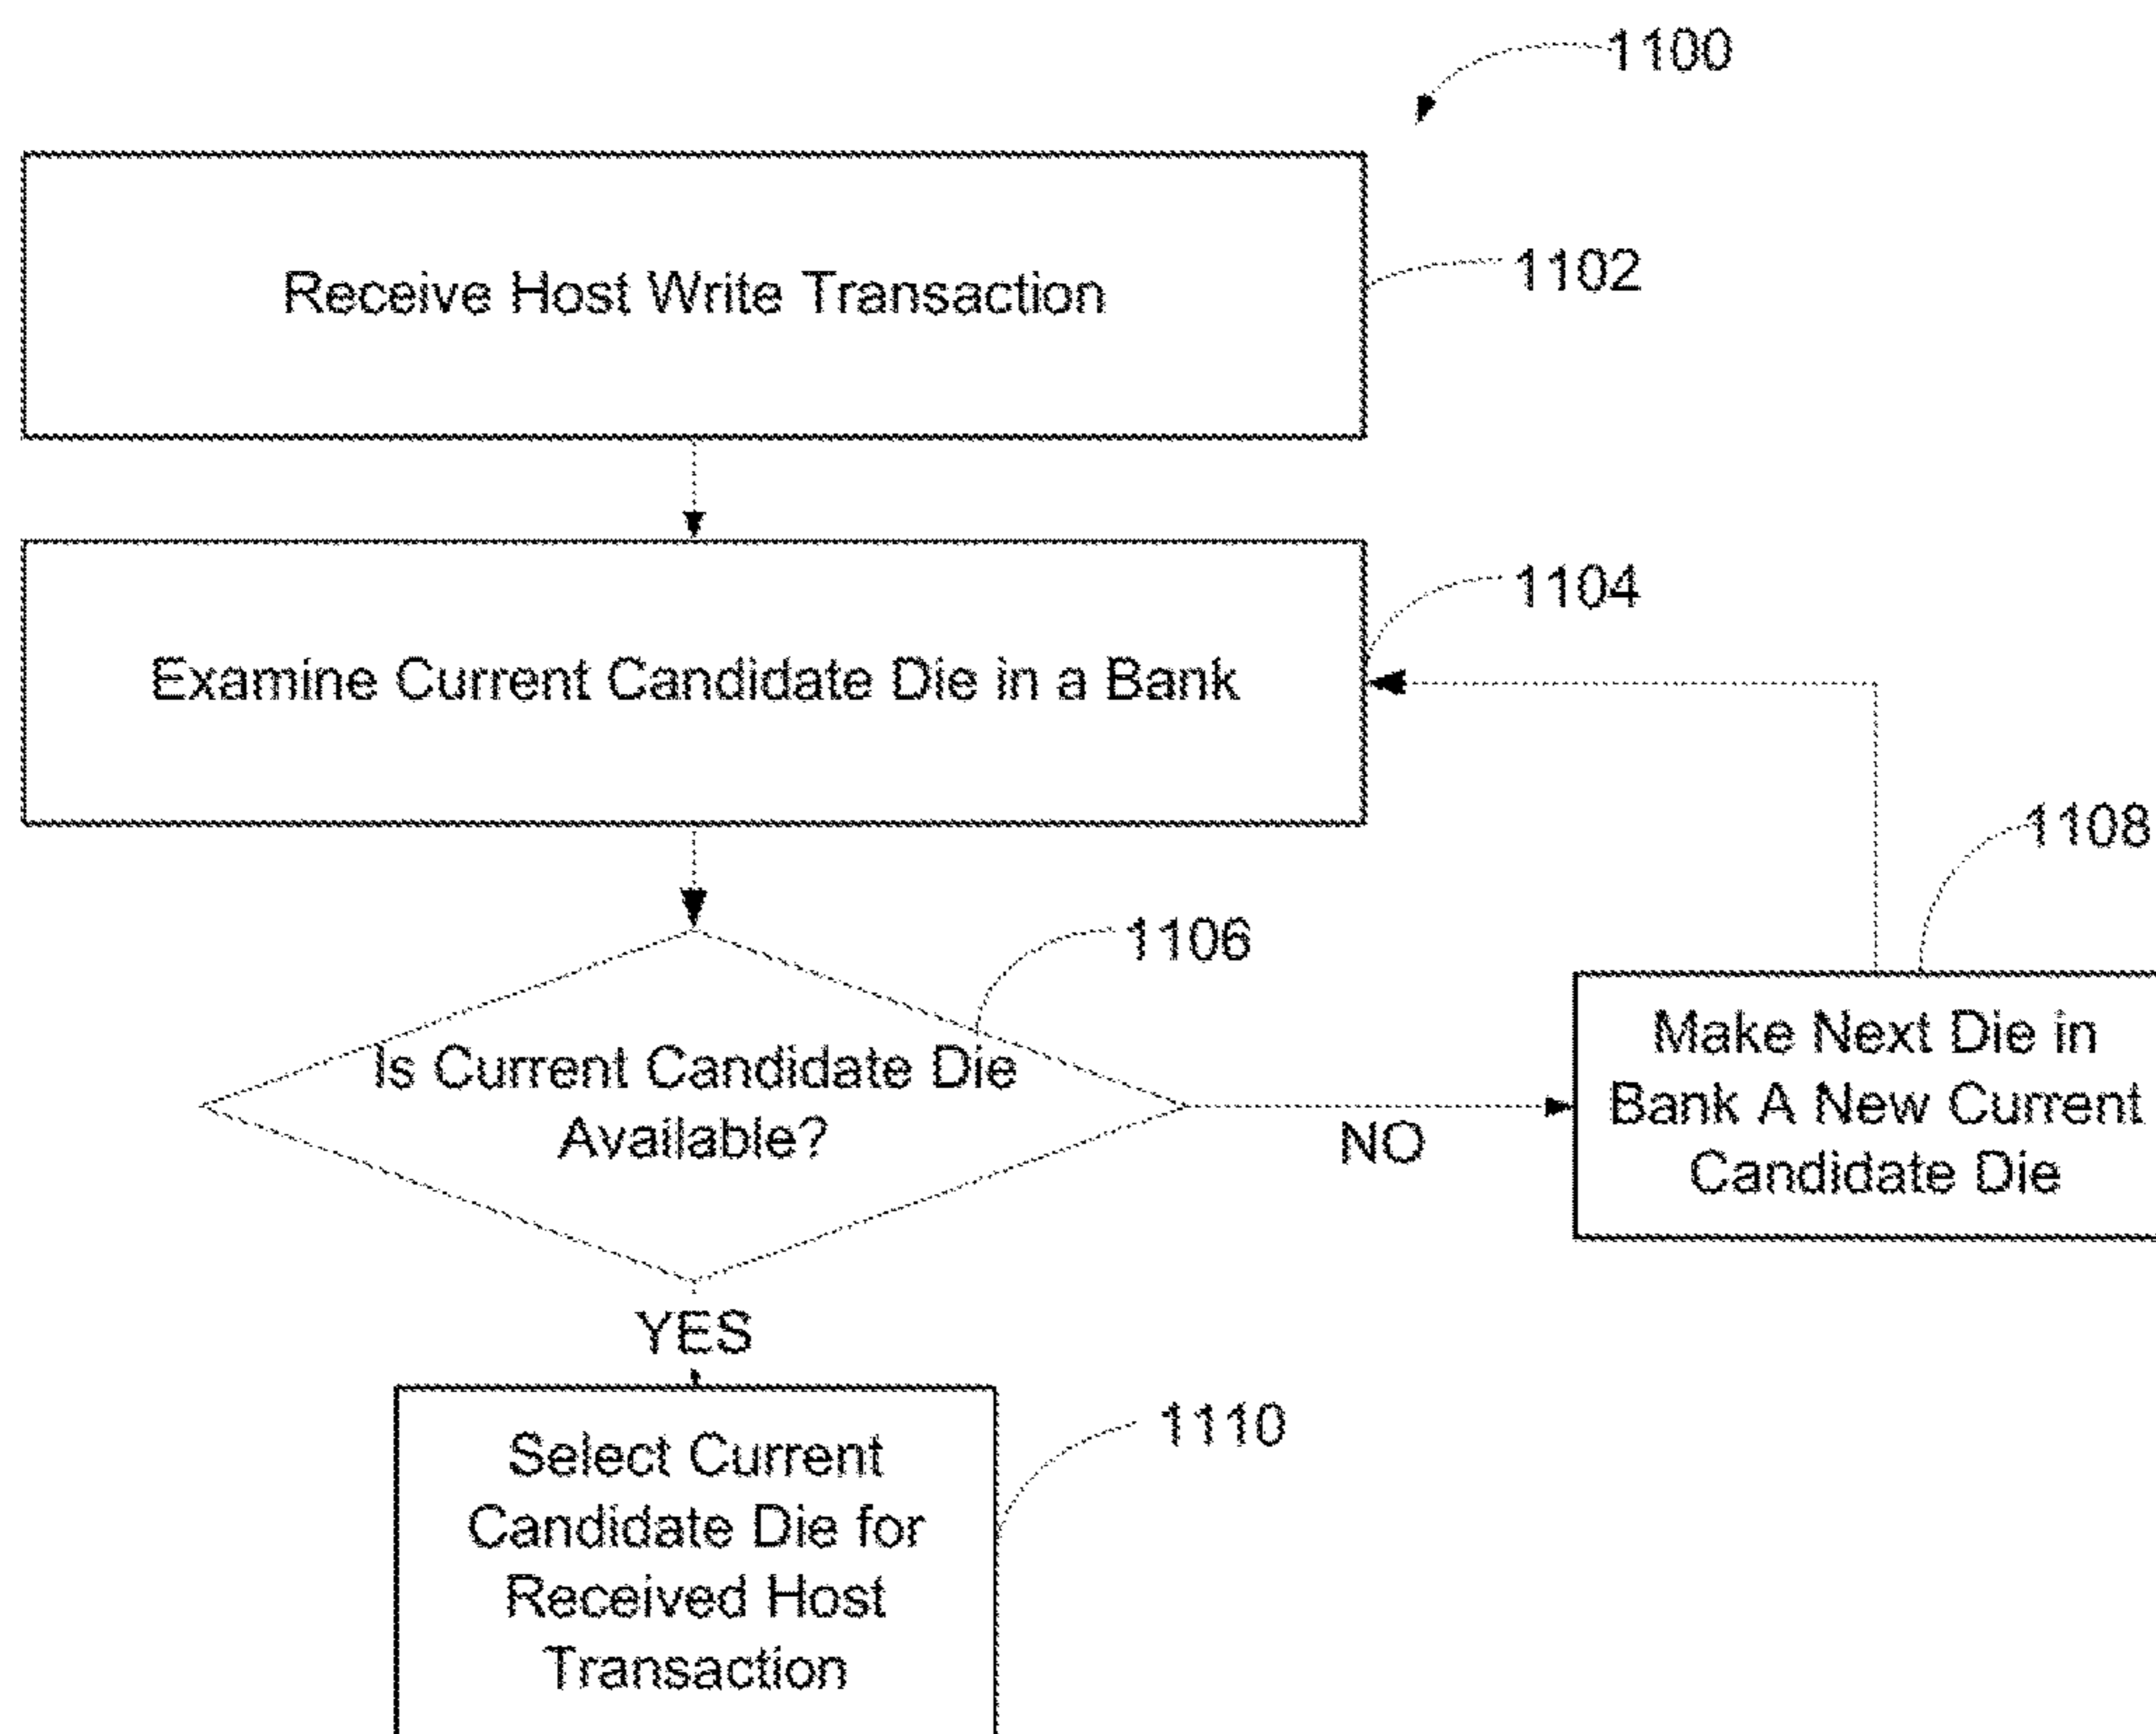 1100
Receive Host Write Transaction
1102
Examine Current Candidate Die in a Bank
1104
1106
Is Current Candidate Die
Available?
NO
1108
Make Next Die in
Bank A New Current
Candidate Die
YES
1110
Select Current
Candidate Die for
Received Host
Transaction